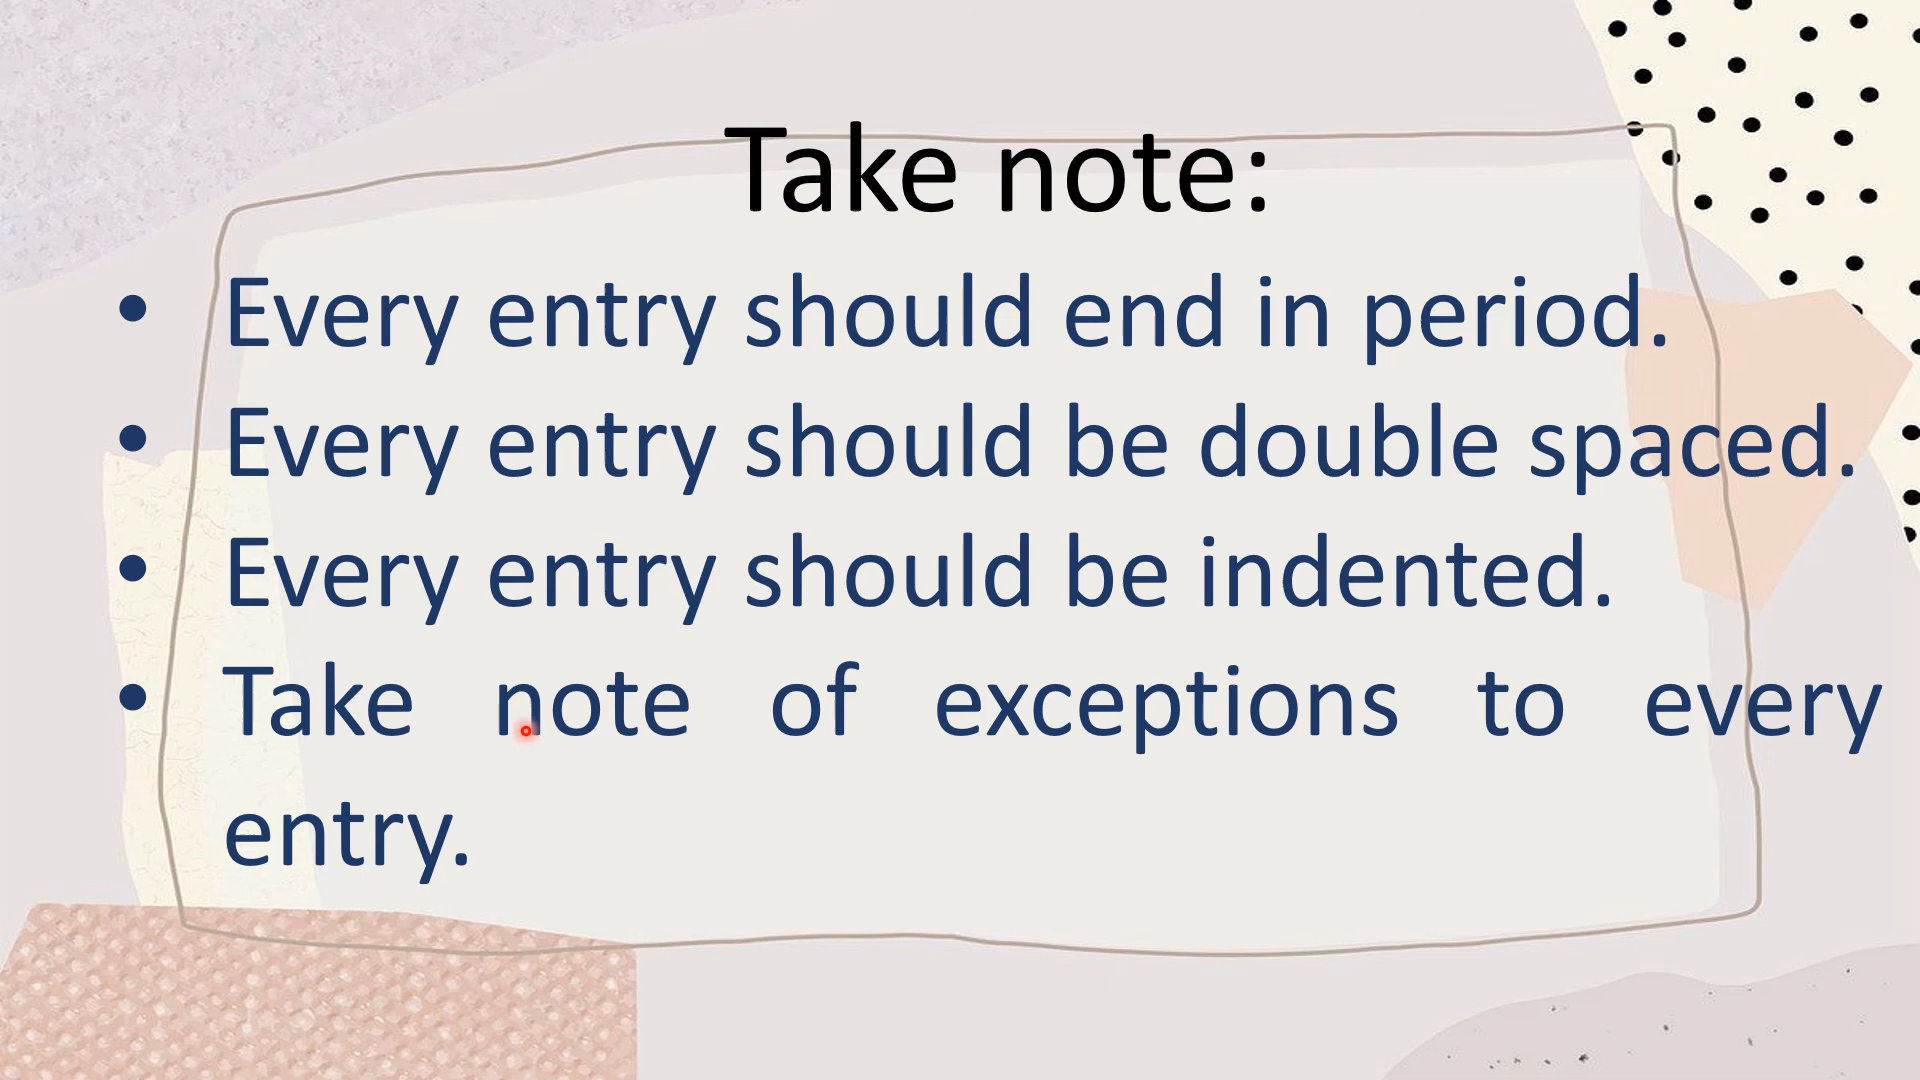 Take note:
• Every entry should end in period.
• Every entry should be double spaced.
• Every entry should be indented.
• Take note of exceptions to every
entry.